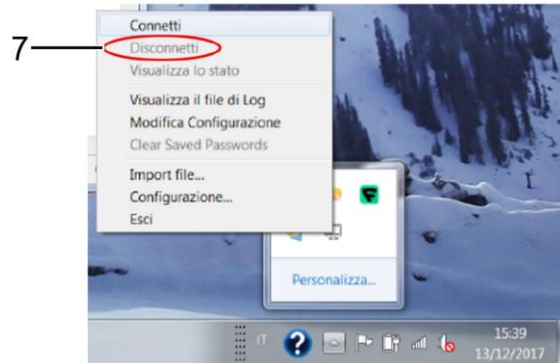 Connetti
7
Disconnetti
Visualizza lo stato
Visualizza il file di Log
Modifica Configurazione
Clear Saved Passwords
Import file...
Configurazione...
Esci
Personalizza...
IT
15:39
13/12/2017